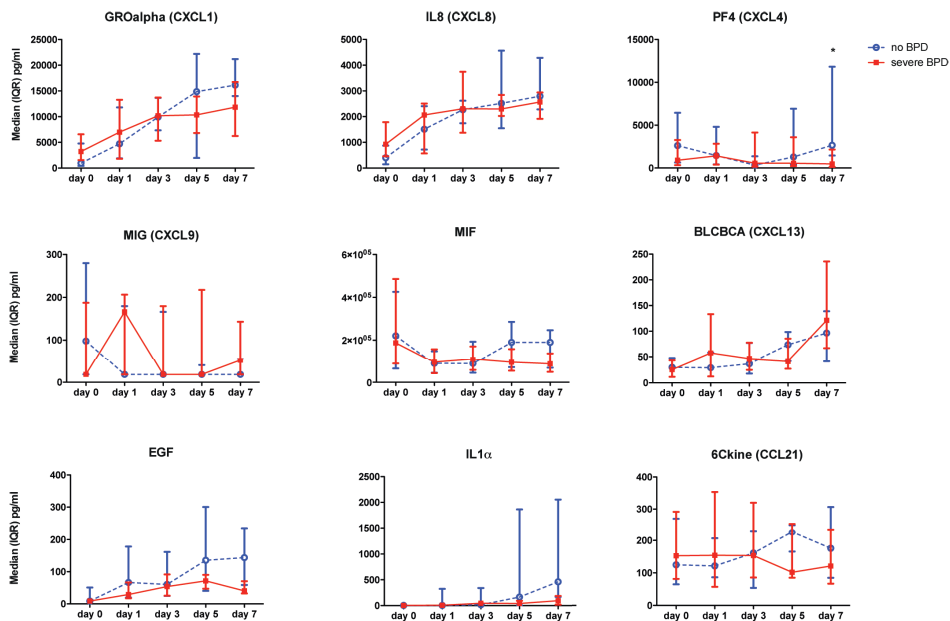 GROalpha (CXCL1)
Median (IQR) pg/ml
25000
20000
15000
10000
5000
0
day 0 day 1 day 3 day 5 day 7
IL8 (CXCL8)
5000
4000
3000
2000
1000
0
day 0 day 1 day 3 day 5 day 7
PF4 (CXCL4)
15000
10000
5000
0
*
day 0 day 1 day 3 day 5 day 7
no BPD
severe BPD
MIG (CXCL9)
Median (IQR) pg/ml
300
200
100
0
day 0 day 1 day 3 day 5 day 7
MIF
6×10⁰⁵
4×10⁰⁵
2×10⁰⁵
0
day 0 day 1 day 3 day 5 day 7
BLCBCA (CXCL13)
250
200
150
100
50
0
day 0 day 1 day 3 day 5 day 7
EGF
Median (IQR) pg/ml
400
300
200
100
0
day 0 day 1 day 3 day 5 day 7
IL1α
2500
2000
1500
1000
500
0
day 0 day 1 day 3 day 5 day 7
6Ckine (CCL21)
400
300
200
100
0
day 0 day 1 day 3 day 5 day 7